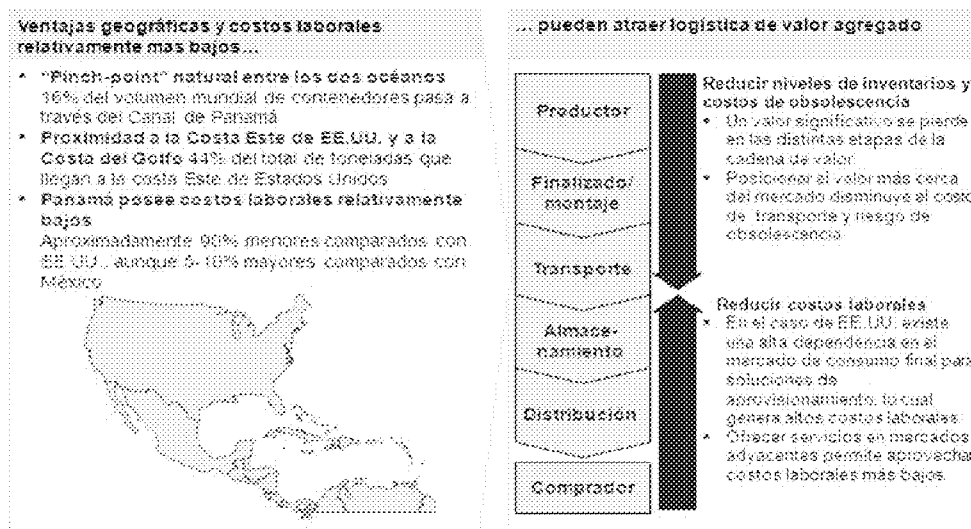 Ventajas geográficas y costos laborales
relativamente mas bajos...
• "Pinch-point" natural entre los dos océanos
16% del volumen mundial de contenedores pasa a
través del Canal de Panamá
• Proximidad a la Costa Este de EE.UU. y a la
Costa del Golfo 44% del total de toneladas que
llegan a la costa Este de Estados Unidos
• Panamá posee costos laborales relativamente
bajos
Aproximadamente 90% menores comparados con
EE.UU., aunque 5-10% mayores comparados con
México
... pueden atraer logística de valor agregado
Productor
Finalizado/
montaje
Transporte
Almace-
namiento
Distribución
Comprador
Reducir niveles de inventarios y
costos de obsolescencia
• Un valor significativo se pierde
en las distintas etapas de la
cadena de valor
• Posicionar el valor más cerca
del mercado disminuye el costo
de transporte y riesgo de
obsolescencia
Reducir costos laborales
• En el caso de EE.UU. existe
una alta dependencia en el
mercado de consumo final para
soluciones de
aprovisionamiento, lo cual
genera altos costos laborales
• Ofrecer servicios en mercados
adyacentes permite aprovechar
costos laborales más bajos